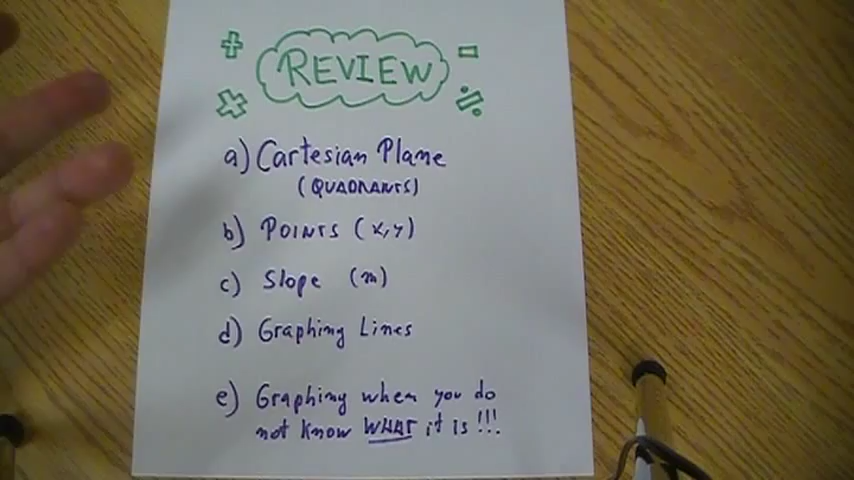 + REVIEW -
× ÷
a) Cartesian Plane
(QUADRANTS)
b) POINTS (x,y)
c) Slope (m)
d) Graphing Lines
e) Graphing when you do
not know WHAT it is !!!